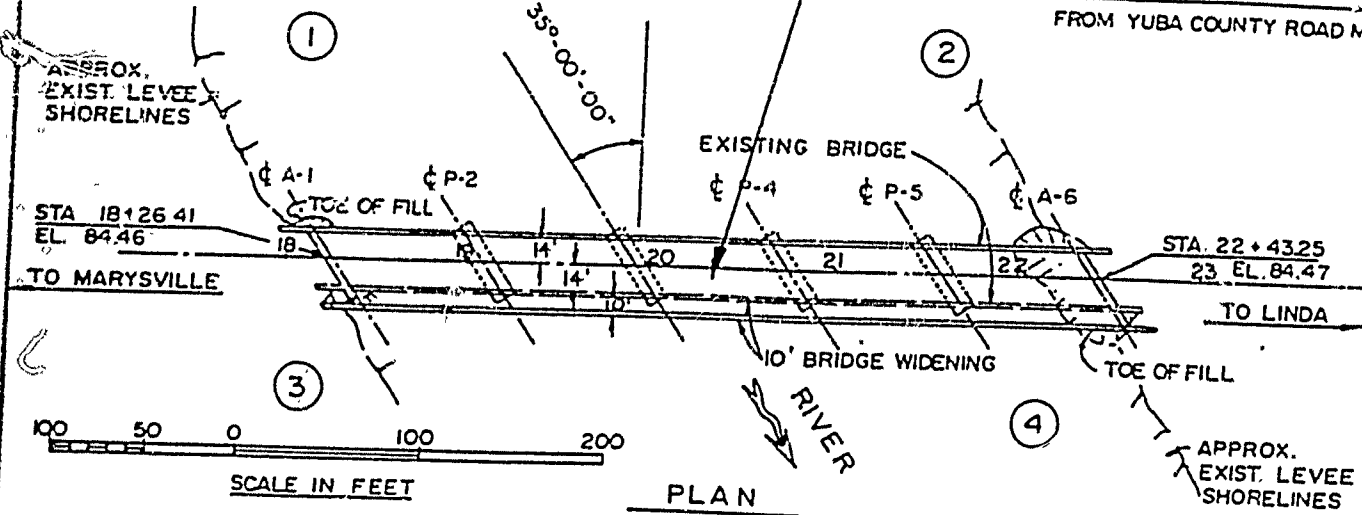 FROM YUBA COUNTY ROAD M
1
2
35°-00'-00"
APPROX.
EXIST. LEVEE
SHORELINES
EXISTING BRIDGE
℄ A-1
℄ P-2
℄ P-4
℄ P-5
℄ A-6
TOE OF FILL
STA 18+26.41
EL. 84.46
18
14'
20
21
22
STA. 22+43.25
23 EL. 84.47
TO MARYSVILLE
14'
10'
TO LINDA
10' BRIDGE WIDENING
TOE OF FILL
3
RIVER
4
100 50 0 100 200
SCALE IN FEET
PLAN
APPROX.
EXIST. LEVEE
SHORELINES